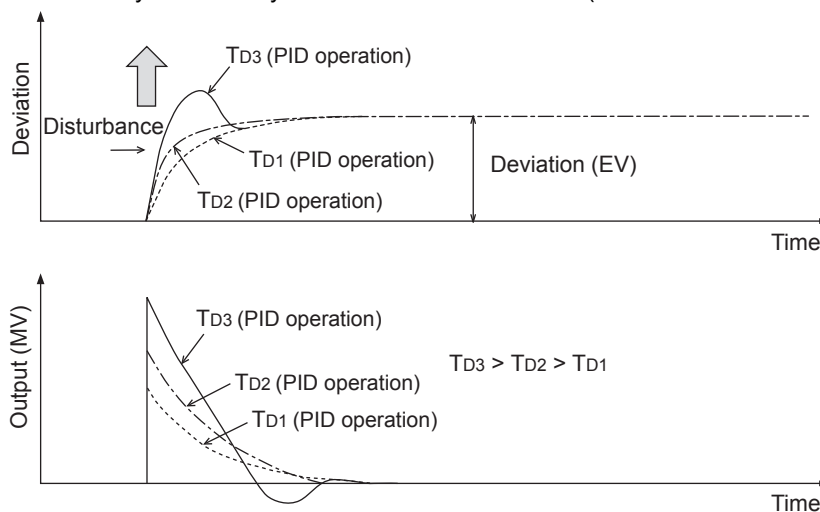 TD3 (PID operation)
Deviation
Disturbance
TD1 (PID operation)
Deviation (EV)
TD2 (PID operation)
Time
Output (MV)
TD3 (PID operation)
TD3 > TD2 > TD1
TD2 (PID operation)
TD1 (PID operation)
Time